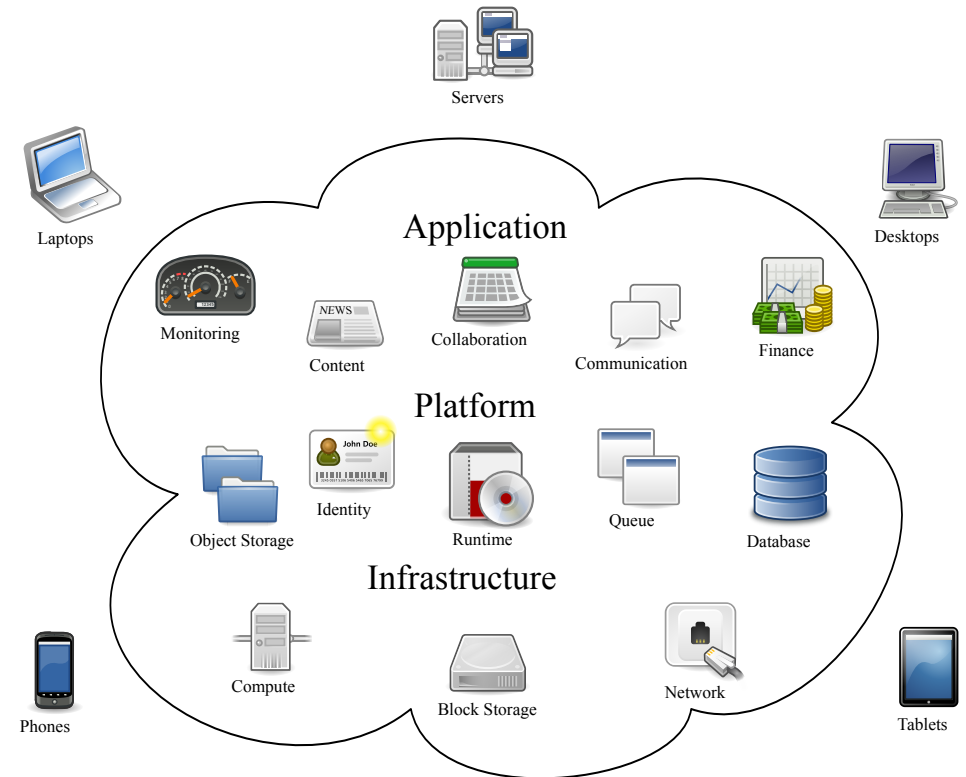 Servers
Laptops
Desktops
Application
Monitoring
NEWS
Content
Collaboration
Communication
Finance
Platform
Object Storage
John Doe
Identity
Runtime
Queue
Database
Infrastructure
Compute
Block Storage
Network
Phones
Tablets